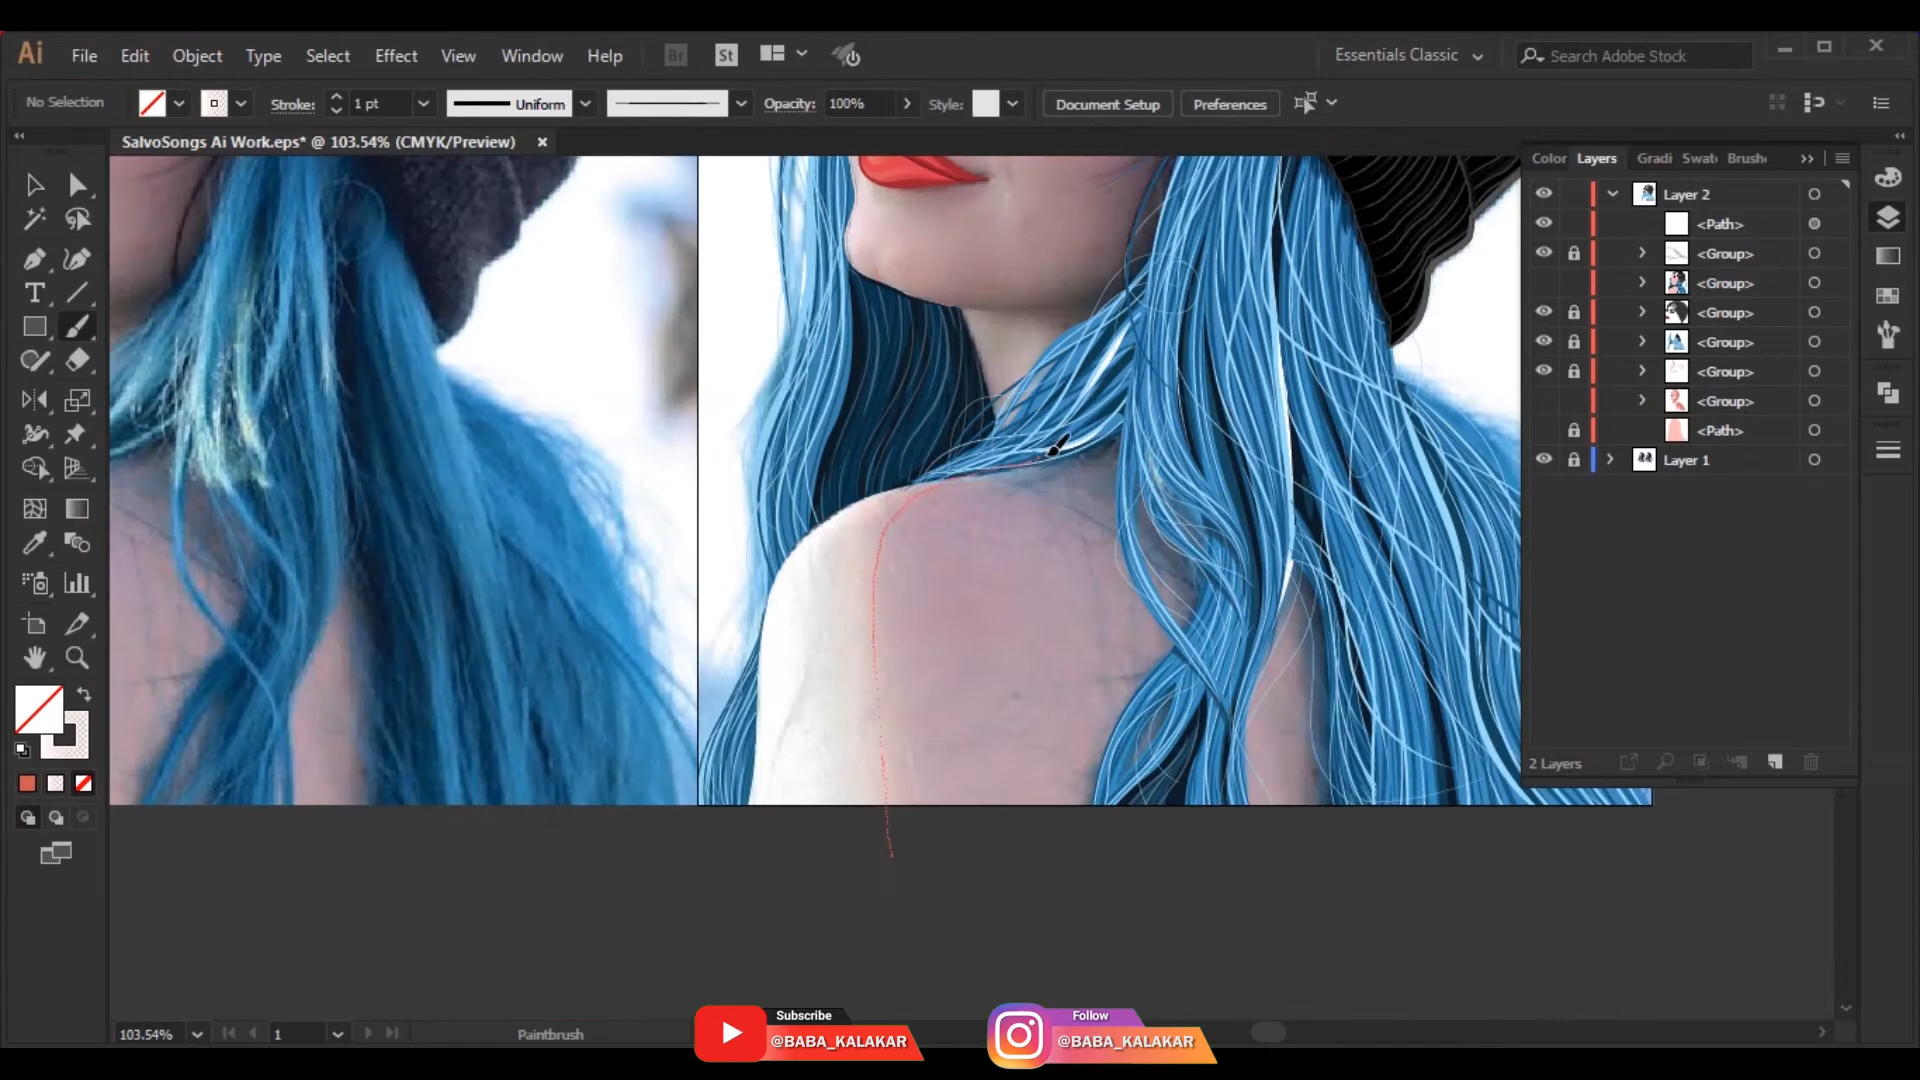 Ai File Edit Object Type Select Effect View Window Help Br St Essentials Classic Search Adobe Stock
No Selection Stroke: 1 pt Uniform Opacity: 100% Style: Document Setup Preferences
SalvoSongs Ai Work.eps* @ 103.54% (CMYK/Preview)
Color Layers Gradi Swat Brush
Layer 2
<Path>
<Group>
<Group>
<Group>
<Group>
<Group>
<Group>
<Path>
Layer 1
2 Layers
103.54% 1 Paintbrush
Subscribe
@BABA_KALAKAR
Follow
@BABA_KALAKAR